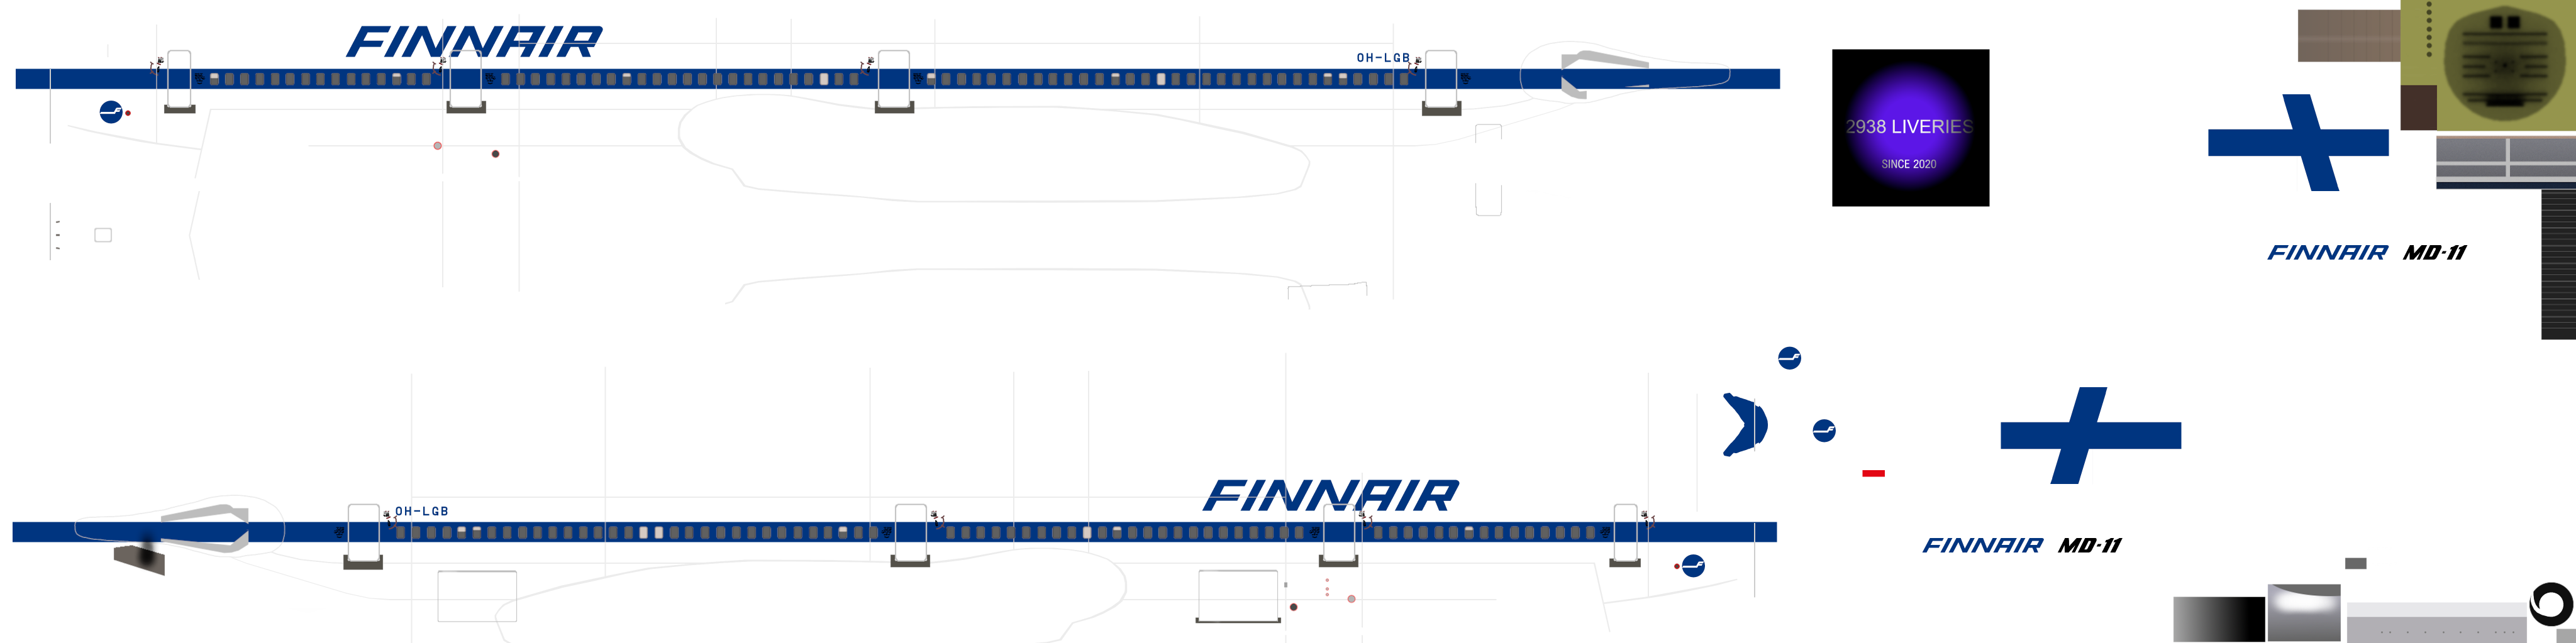 FINNAIR
OH-LGB
2938 LIVERIES
SINCE 2020
FINNAIR MD-11
OH-LGB
FINNAIR
FINNAIR MD-11